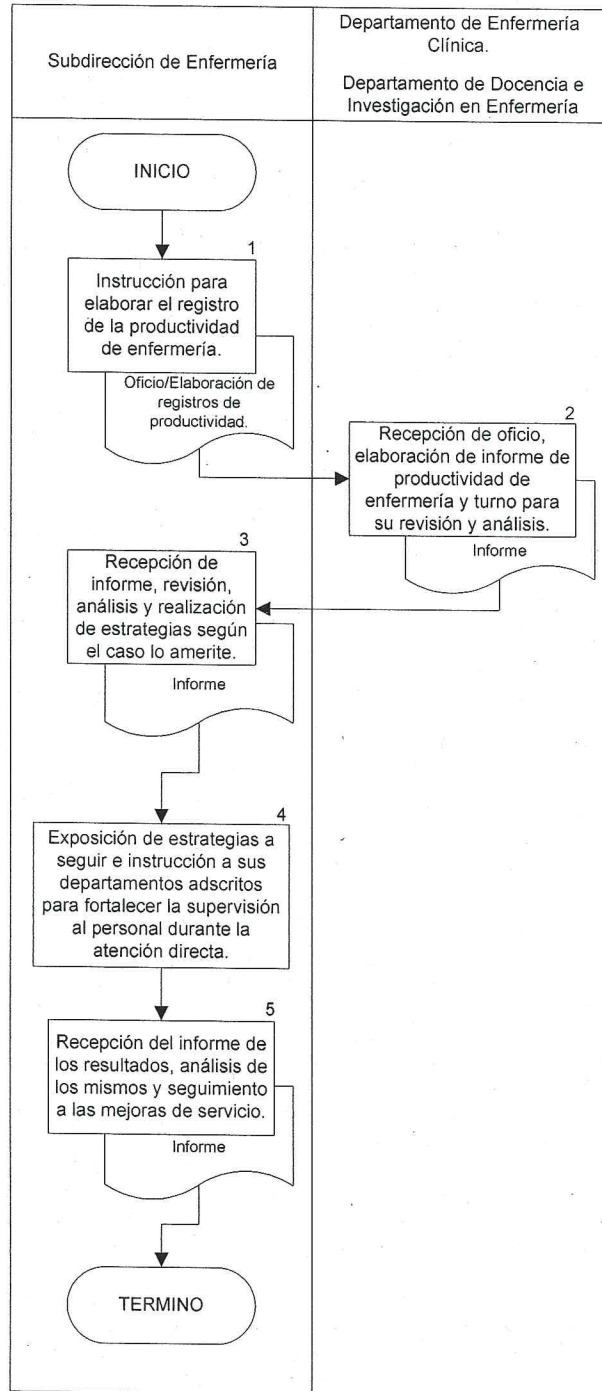 Subdirección de Enfermería
Departamento de Enfermería
Clínica.
Departamento de Docencia e
Investigación en Enfermería
INICIO
1
Instrucción para
elaborar el registro
de la productividad
de enfermería.
Oficio/Elaboración de
registros de
productividad.
2
Recepción de oficio,
elaboración de informe de
productividad de
enfermería y turno para
su revisión y análisis.
Informe
3
Recepción de
informe, revisión,
análisis y realización
de estrategias según
el caso lo amerite.
Informe
4
Exposición de estrategias a
seguir e instrucción a sus
departamentos adscritos
para fortalecer la supervisión
al personal durante la
atención directa.
5
Recepción del informe de
los resultados, análisis de
los mismos y seguimiento
a las mejoras de servicio.
Informe
TERMINO